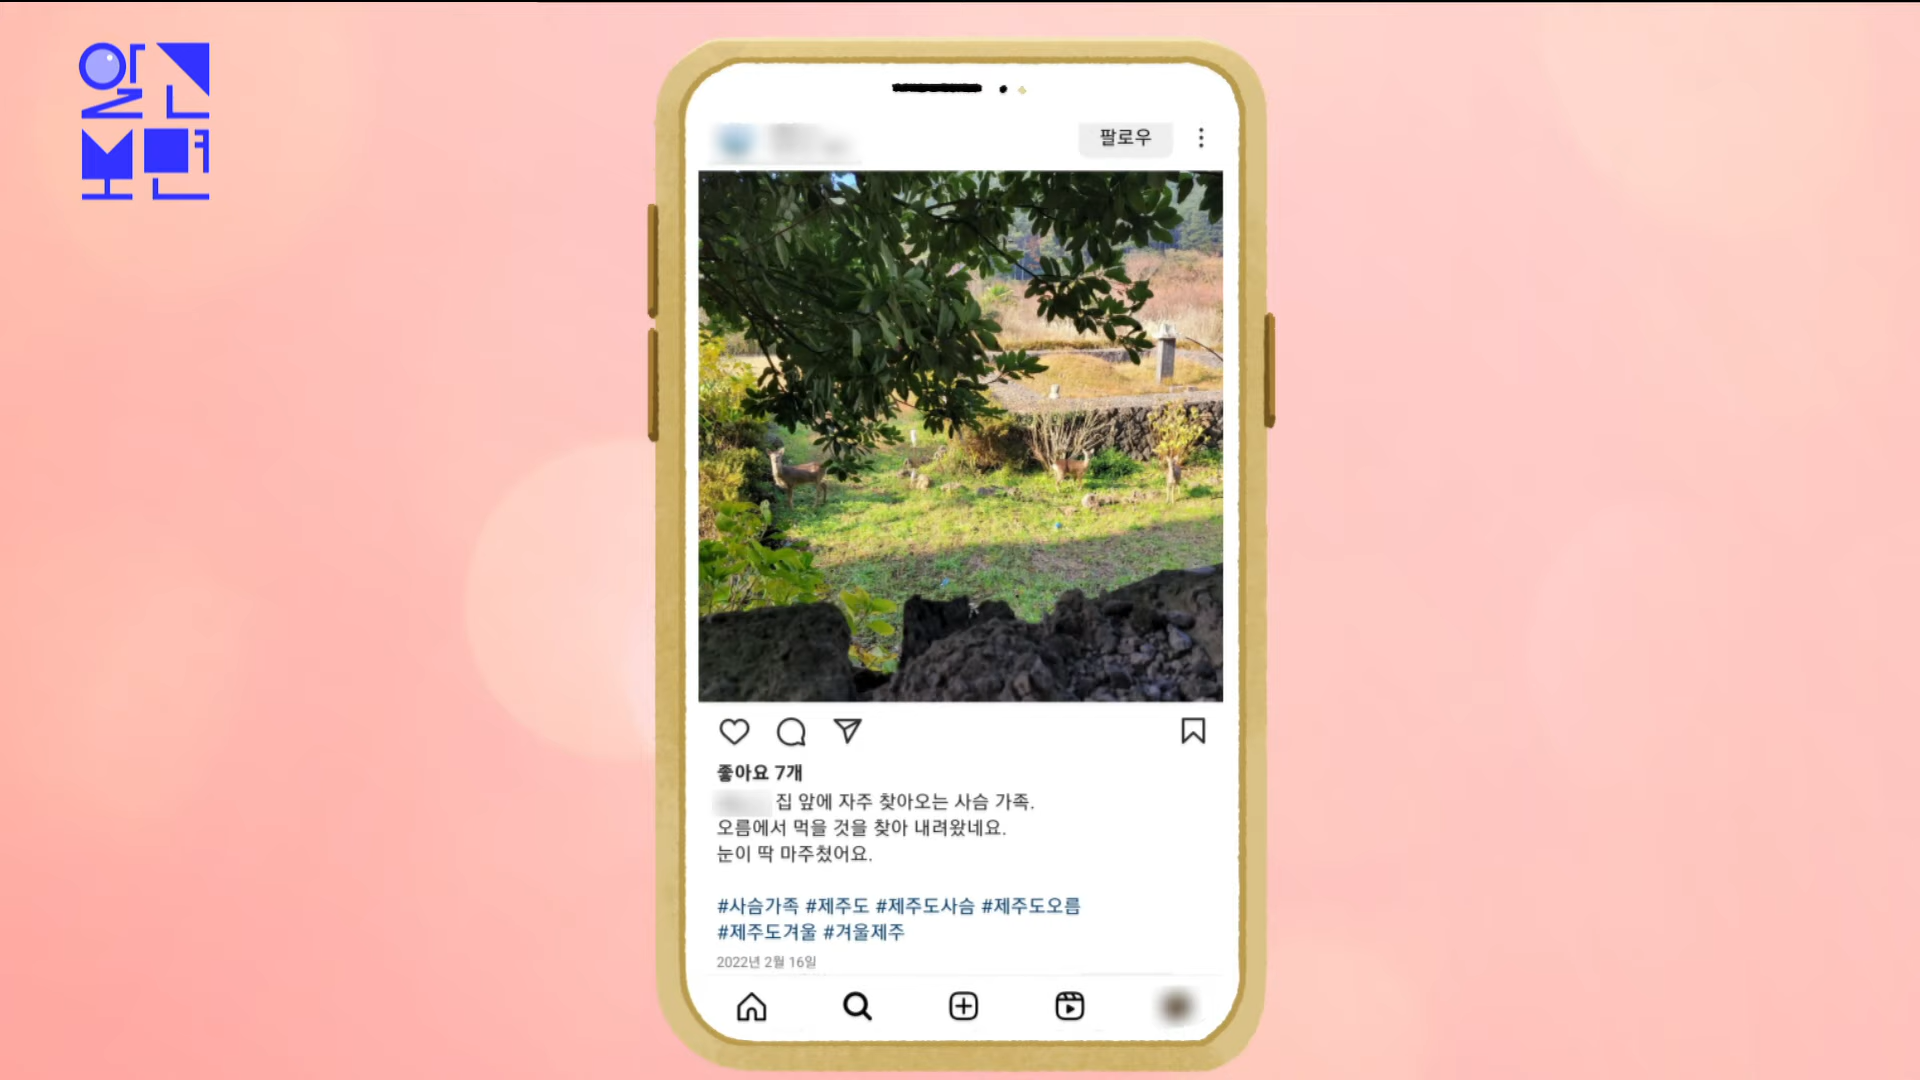 알고
보면
팔로우
좋아요 7개
집 앞에 자주 찾아오는 사슴 가족.
오름에서 먹을 것을 찾아 내려왔네요.
눈이 딱 마주쳤어요.
#사슴가족 #제주도 #제주도사슴 #제주도오름
#제주도겨울 #겨울제주
2022년 2월 16일